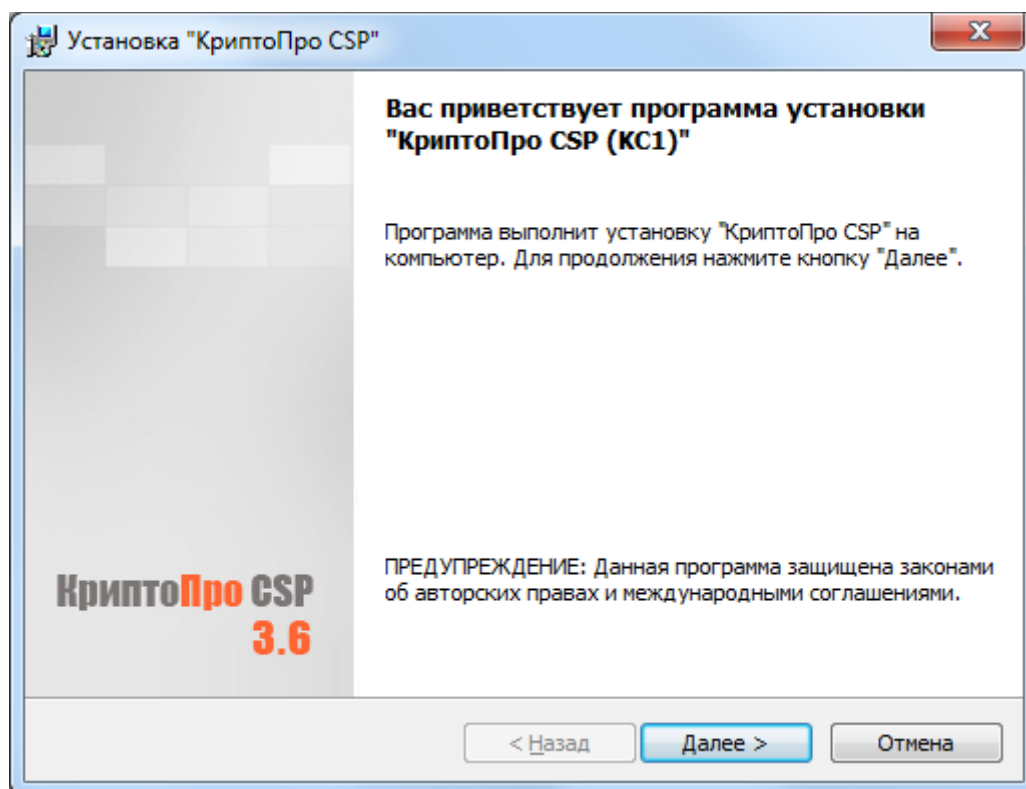 Установка "КриптоПро CSP"
Вас приветствует программа установки
"КриптоПро CSP (KC1)"
Программа выполнит установку "КриптоПро CSP" на
компьютер. Для продолжения нажмите кнопку "Далее".
ПРЕДУПРЕЖДЕНИЕ: Данная программа защищена законами
об авторских правах и международными соглашениями.
КриптоПро CSP
3.6
< Назад
Далее >
Отмена